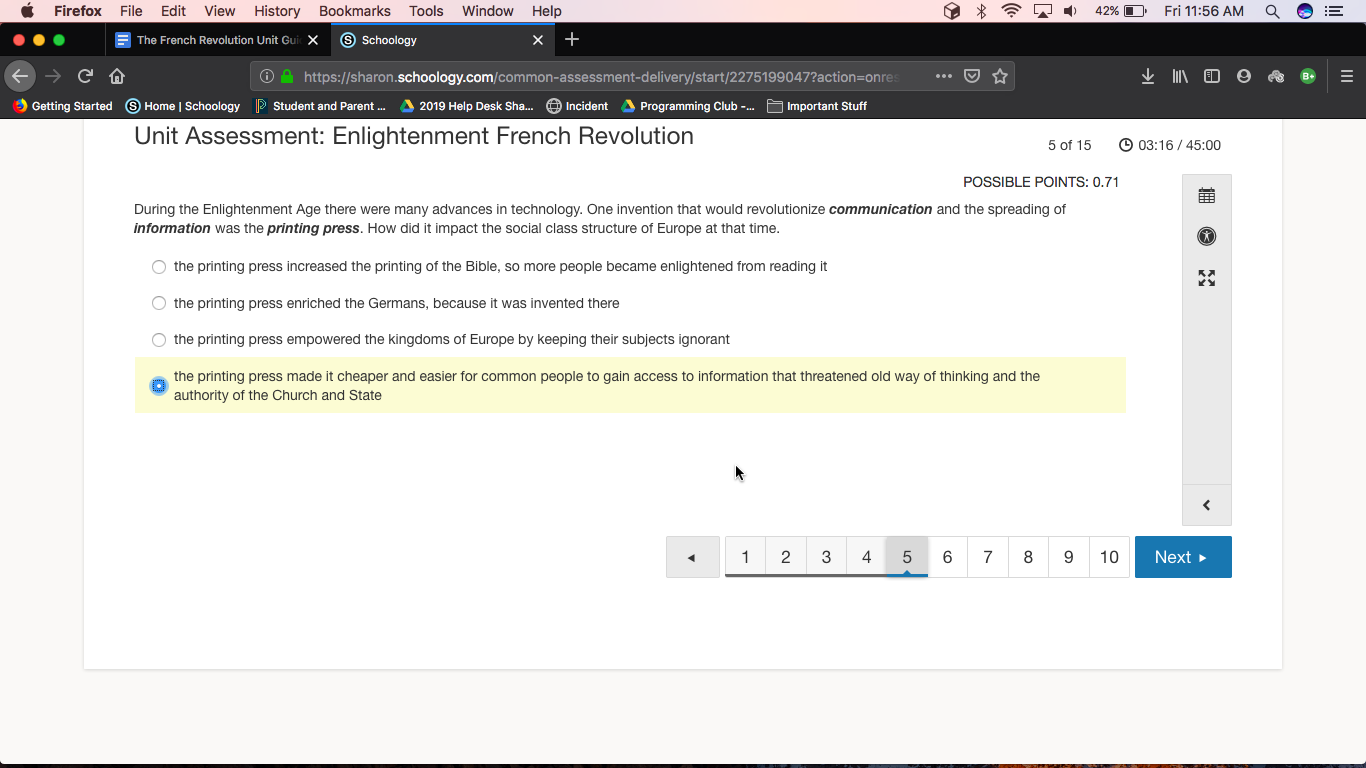 Firefox File Edit View History Bookmarks Tools Window Help 42% Fri 11:56 AM
The French Revolution Unit Gui Schoology
https://sharon.schoology.com/common-assessment-delivery/start/2275199047?action=onres
Getting Started Home | Schoology Student and Parent ... 2019 Help Desk Sha... Incident Programming Club -... Important Stuff
Unit Assessment: Enlightenment French Revolution
5 of 15 03:16 / 45:00
POSSIBLE POINTS: 0.71
During the Enlightenment Age there were many advances in technology. One invention that would revolutionize communication and the spreading of
information was the printing press. How did it impact the social class structure of Europe at that time.
the printing press increased the printing of the Bible, so more people became enlightened from reading it
the printing press enriched the Germans, because it was invented there
the printing press empowered the kingdoms of Europe by keeping their subjects ignorant
the printing press made it cheaper and easier for common people to gain access to information that threatened old way of thinking and the
authority of the Church and State
1 2 3 4 5 6 7 8 9 10 Next